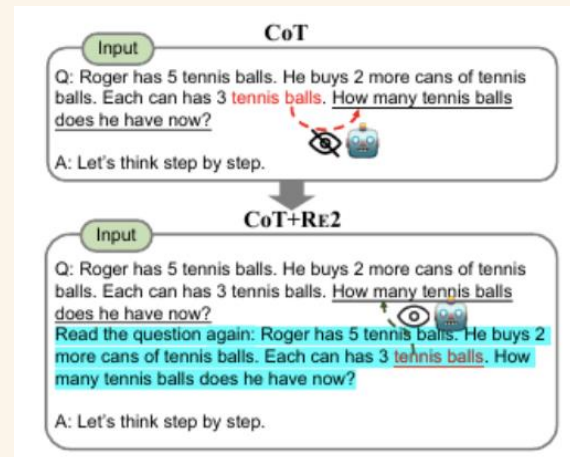 CoT
Input
Q: Roger has 5 tennis balls. He buys 2 more cans of tennis
balls. Each can has 3 tennis balls. How many tennis balls
does he have now?
A: Let's think step by step.
CoT+RE2
Input
Q: Roger has 5 tennis balls. He buys 2 more cans of tennis
balls. Each can has 3 tennis balls. How many tennis balls
does he have now?
Read the question again: Roger has 5 tennis balls. He buys 2
more cans of tennis balls. Each can has 3 tennis balls. How
many tennis balls does he have now?
A: Let's think step by step.